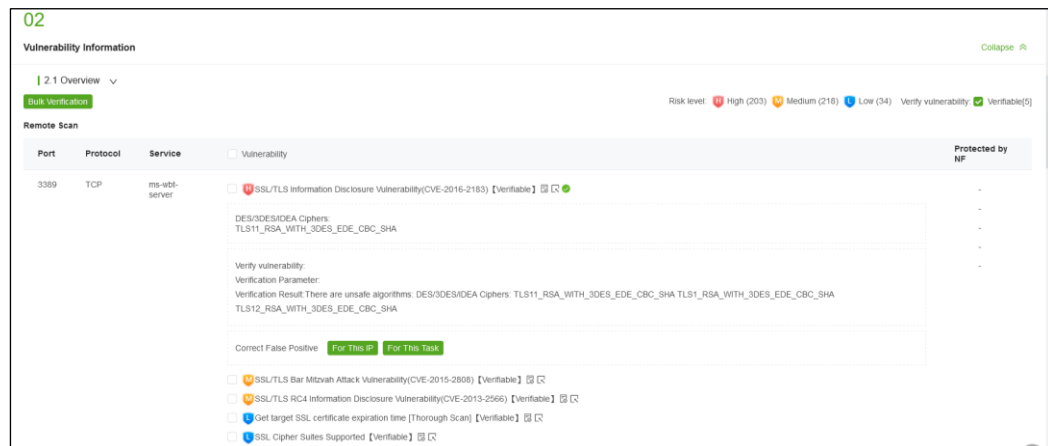 02
Vulnerability Information
Collapse
2.1 Overview
Bulk Verification
Risk level: H High (203) M Medium (218) L Low (34) Verify vulnerability: Verifiable[5]
Remote Scan
Port Protocol Service Vulnerability Protected by NF
3389 TCP ms-wbt-server
H SSL/TLS Information Disclosure Vulnerability(CVE-2016-2183)【Verifiable】
-
DES/3DES/IDEA Ciphers:
TLS11_RSA_WITH_3DES_EDE_CBC_SHA
-
-
-
-
Verify vulnerability:
Verification Parameter:
Verification Result:There are unsafe algorithms: DES/3DES/IDEA Ciphers: TLS11_RSA_WITH_3DES_EDE_CBC_SHA TLS1_RSA_WITH_3DES_EDE_CBC_SHA
TLS12_RSA_WITH_3DES_EDE_CBC_SHA
Correct False Positive For This IP For This Task
M SSL/TLS Bar Mitzvah Attack Vulnerability(CVE-2015-2808)【Verifiable】
M SSL/TLS RC4 Information Disclosure Vulnerability(CVE-2013-2566)【Verifiable】
L Get target SSL certificate expiration time [Thorough Scan]【Verifiable】
L SSL Cipher Suites Supported【Verifiable】